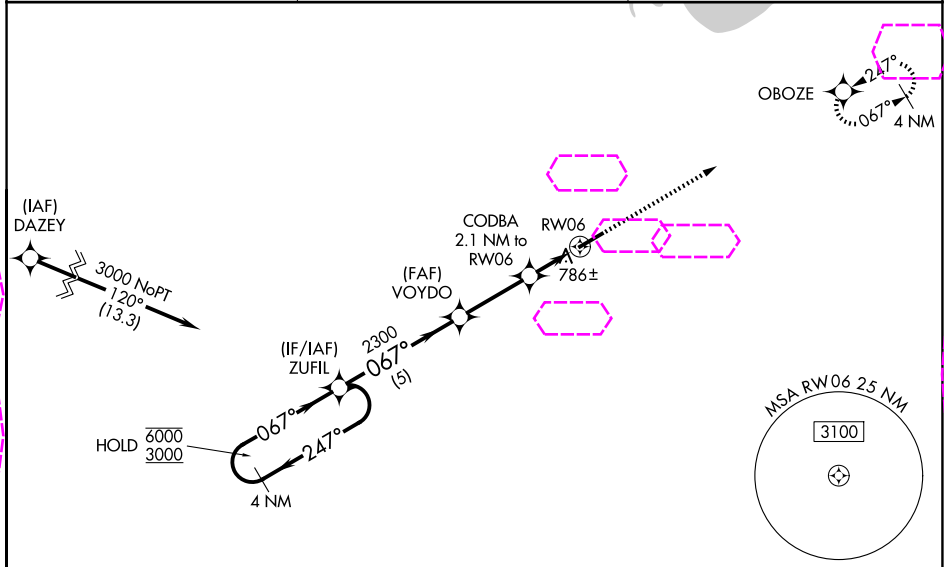 OBOZE
247°
067°
4 NM
(IAF)
DAZEY
3000 NoPT
120°
(13.3)
CODBA
2.1 NM to
RW06
RW06
786±
(FAF)
VOYDO
2300
067°
(5)
(IF/IAF)
ZUFIL
067°
247°
HOLD 6000
3000
4 NM
MSA RW06 25 NM
3100